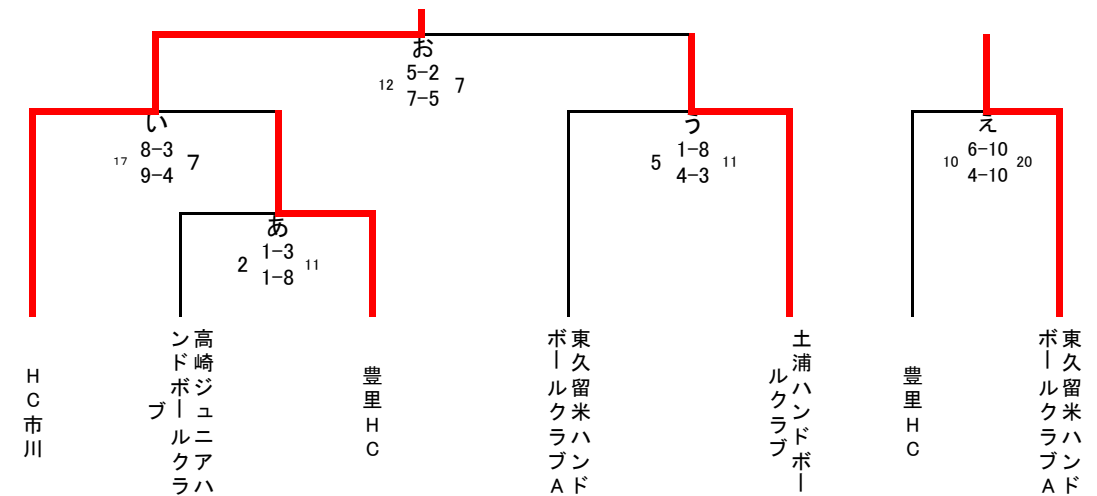 お
12 5-2 7
7-5
い
17 8-3 7
9-4
う
5 1-8 11
4-3
え
10 6-10 20
4-10
あ
2 1-3 11
1-8
HC市川
高崎ジュニアハ
ンドボールクラ
ブ
豊里HC
東久留米ハンド
ボールクラブA
土浦ハンドボー
ルクラブ
豊里HC
東久留米ハンド
ボールクラブA